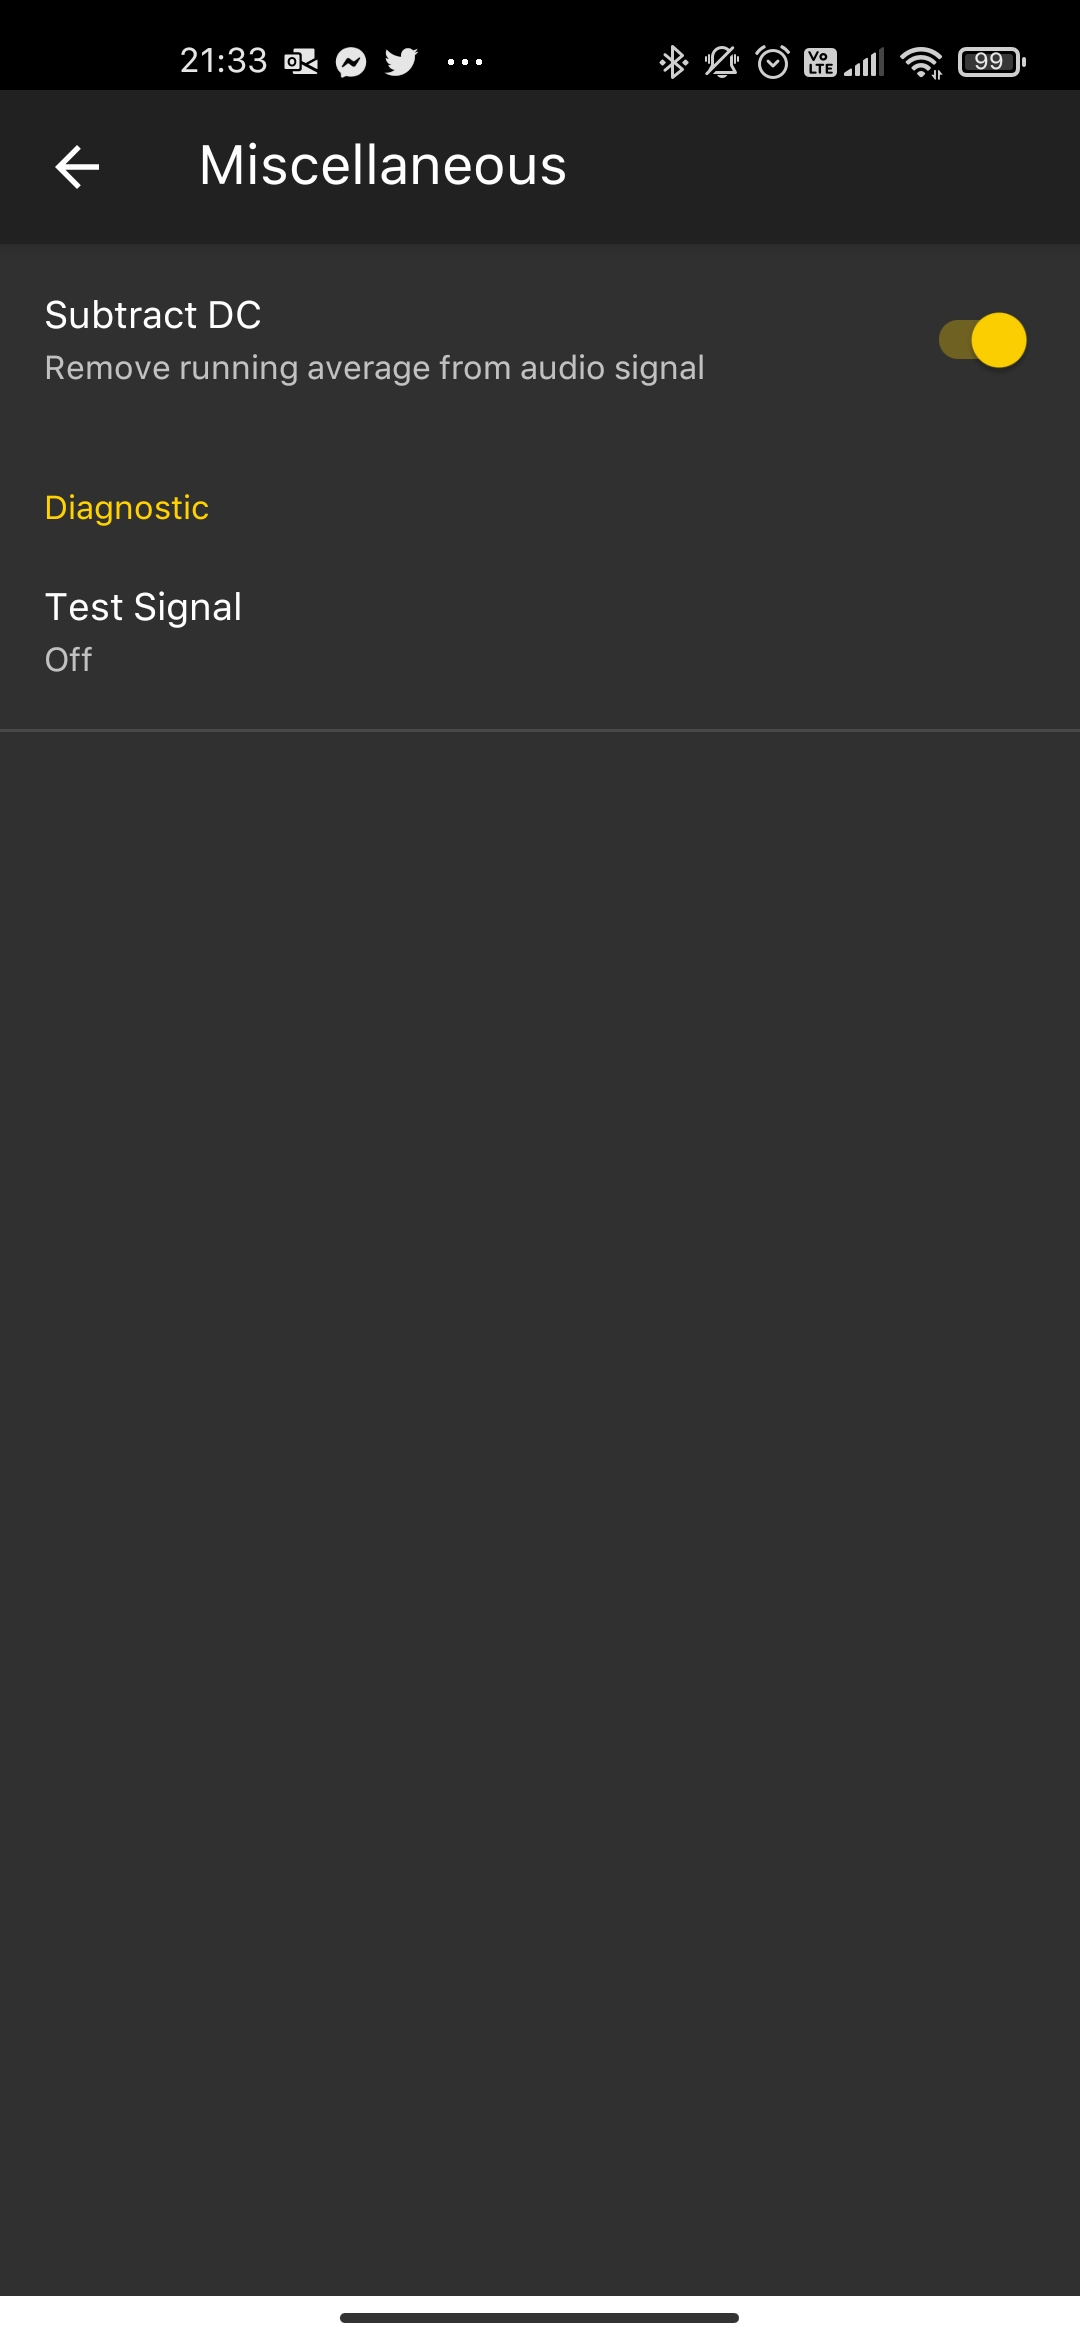 21:33
Vo LTE
99
Miscellaneous
Subtract DC
Remove running average from audio signal
Diagnostic
Test Signal
Off